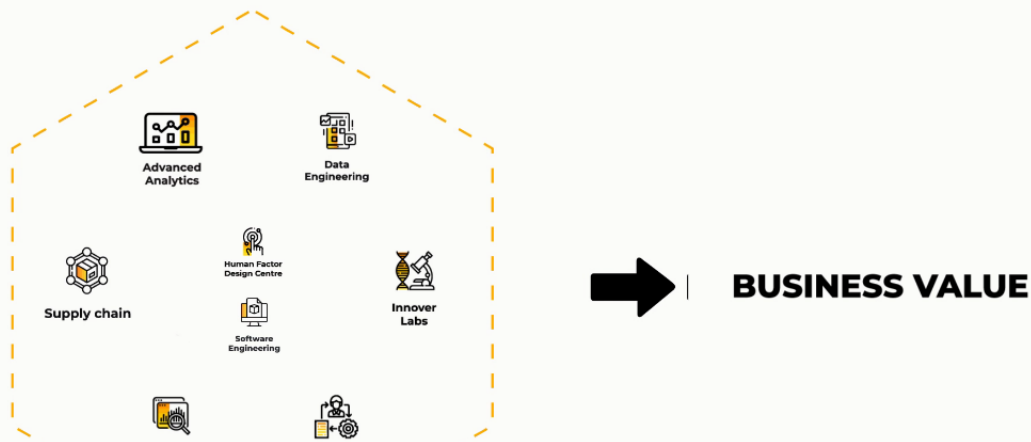 Advanced
Analytics
Data
Engineering
Human Factor
Design Centre
Supply chain
Innover
Labs
Software
Engineering
BUSINESS VALUE